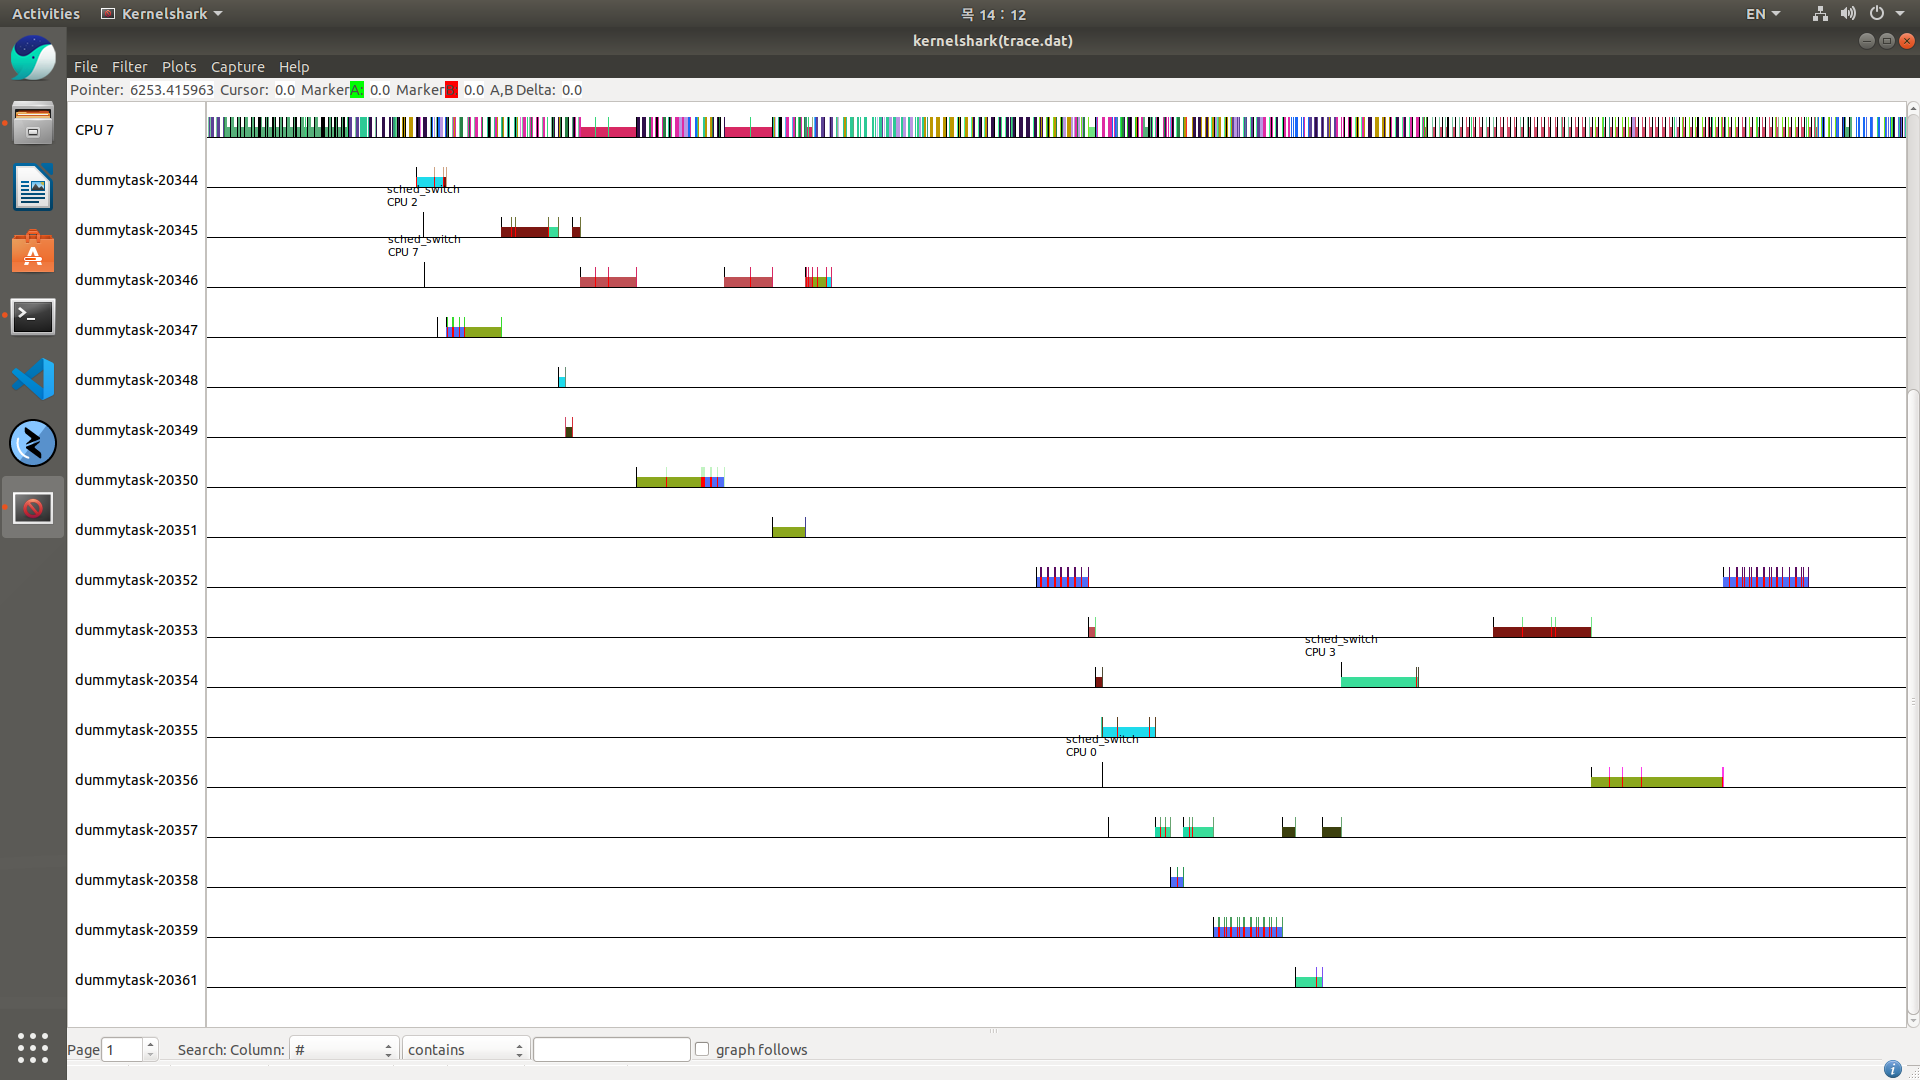 Activities Kernelshark 목 14 : 12 EN
kernelshark(trace.dat)
File Filter Plots Capture Help
Pointer: 6253.415963 Cursor: 0.0 MarkerA: 0.0 MarkerB: 0.0 A,B Delta: 0.0
CPU 7
dummytask-20344
sched_switch
CPU 2
dummytask-20345
sched_switch
CPU 7
dummytask-20346
dummytask-20347
dummytask-20348
dummytask-20349
dummytask-20350
dummytask-20351
dummytask-20352
dummytask-20353
sched_switch
CPU 3
dummytask-20354
dummytask-20355
sched_switch
CPU 0
dummytask-20356
dummytask-20357
dummytask-20358
dummytask-20359
dummytask-20361
Page 1 Search: Column: # contains graph follows